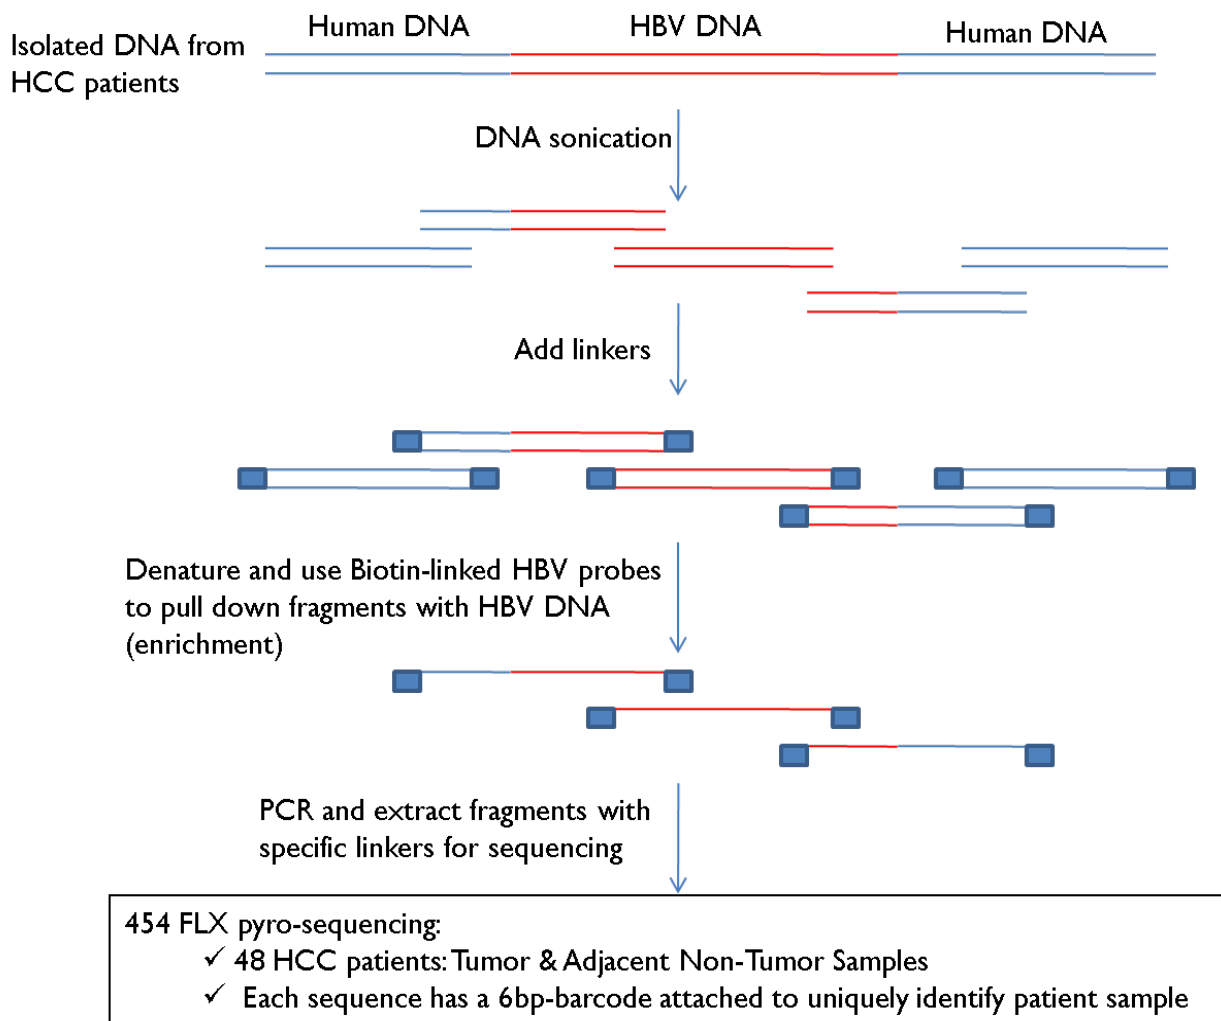 Human DNA
HBV DNA
Human DNA
Isolated DNA from
HCC patients
DNA sonication
Add linkers
Denature and use Biotin-linked HBV probes
to pull down fragments with HBV DNA
(enrichment)
PCR and extract fragments with
specific linkers for sequencing
454 FLX pyro-sequencing:
✓ 48 HCC patients: Tumor & Adjacent Non-Tumor Samples
✓ Each sequence has a 6bp-barcode attached to uniquely identify patient sample